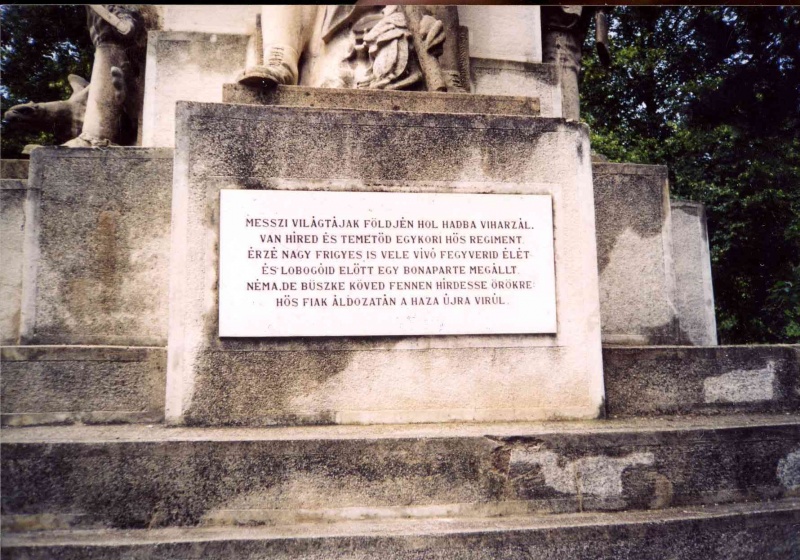 MESSZI VILÁGTÁJAK FÖLDJÉN HOL HADBA VIHARZÁL,
VAN HÍRED ÉS TEMETŐD EGYKORI HŐS REGIMENT.
ÉRZÉ NAGY FRIGYES IS VELE VÍVÓ FEGYVERID ÉLÉT
ÉS LOBOGÓID ELŐTT EGY BONAPARTE MEGÁLLT.
NÉMA, DE BÜSZKE KÖVED FENNEN HIRDESSE ÖRÖKRE
HŐS FIAK ÁLDOZATÁN A HAZA ÚJRA VIRÚL.